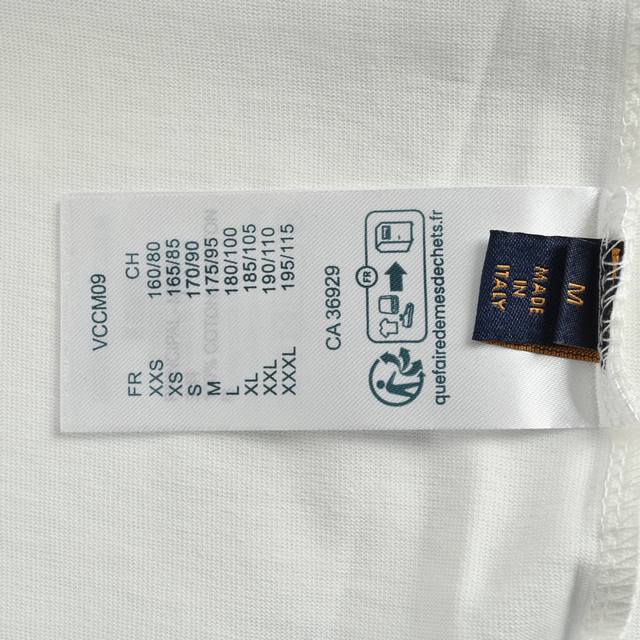 VCCM09
FR CH
XXS 160/80
XS 165/85
S 170/90
M 175/95
L 180/100
XL 185/105
XXL 190/110
XXXL 195/115
CA 36929
FR
quefairedemesdechets.fr
M
MADE
IN
ITALY